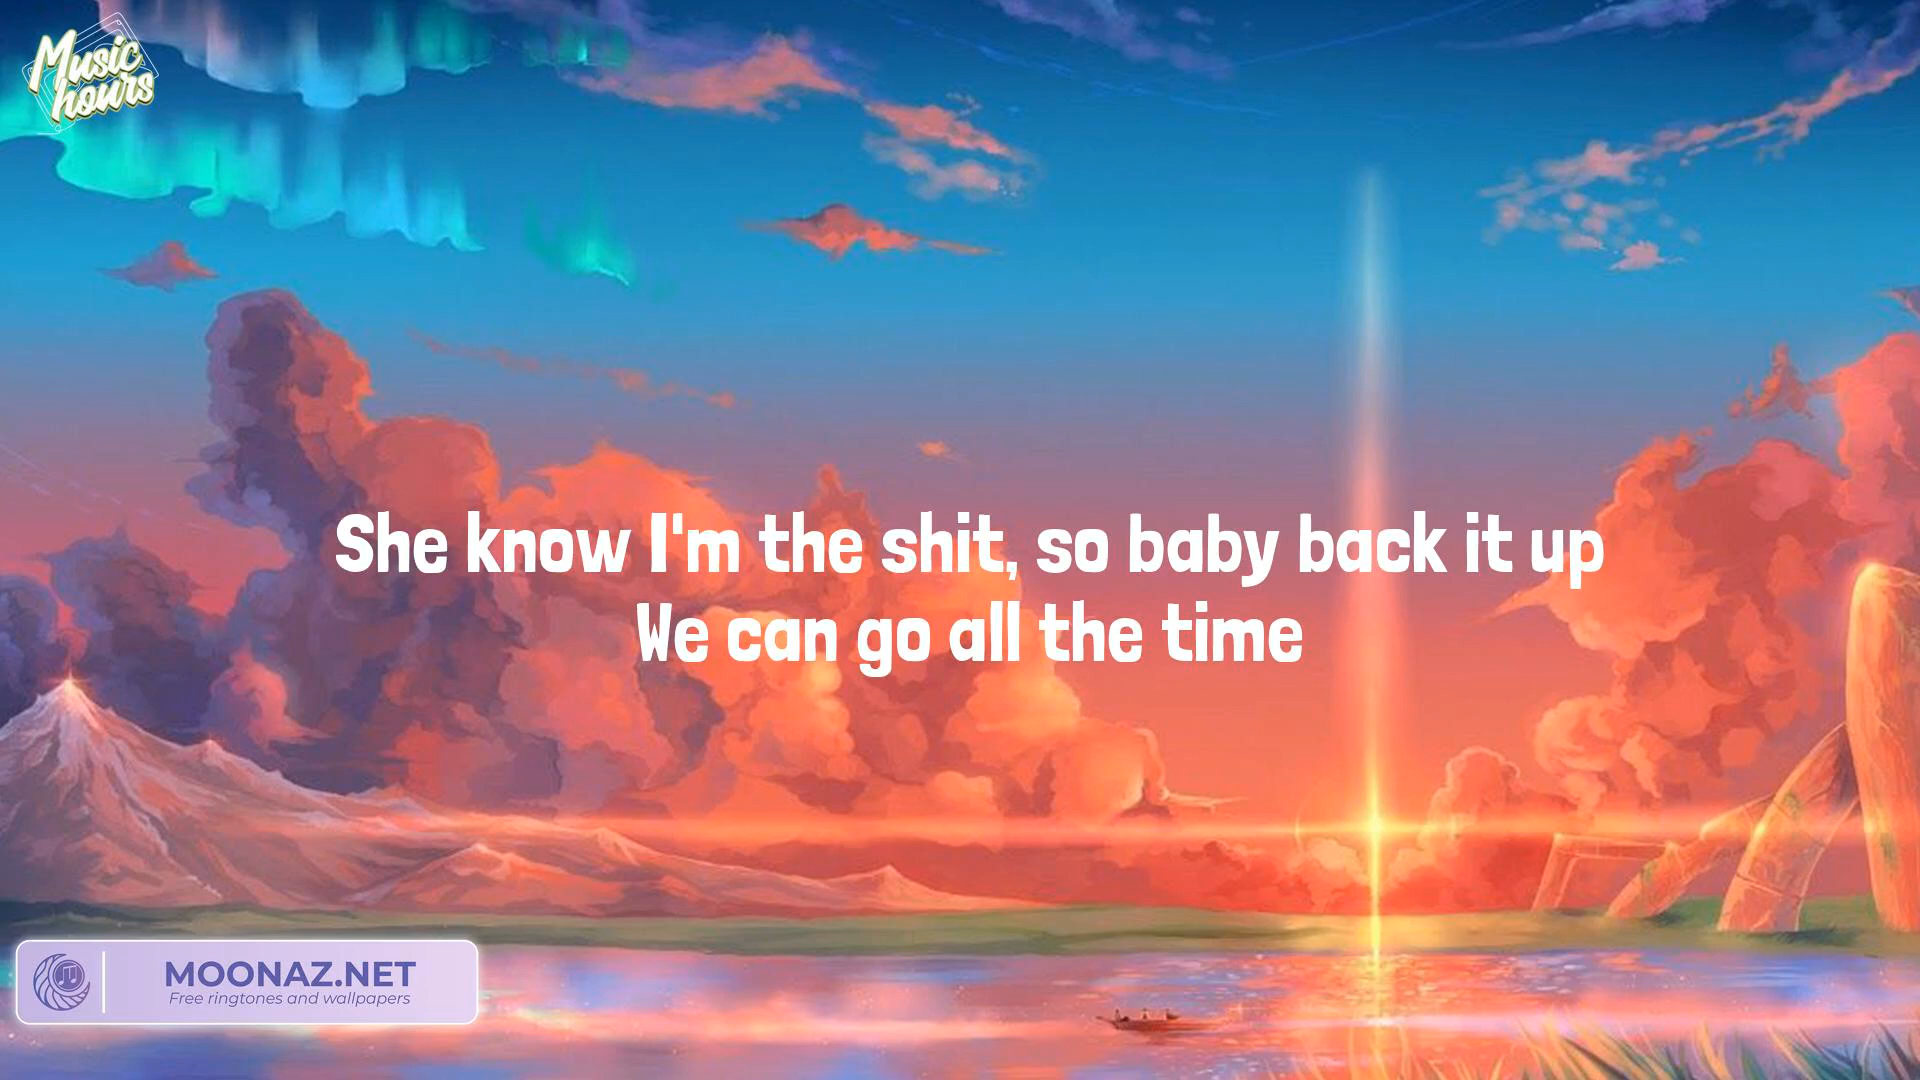 Music
hours
She know I'm the shit, so baby back it up
We can go all the time
MOONAZ.NET
Free ringtones and wallpapers